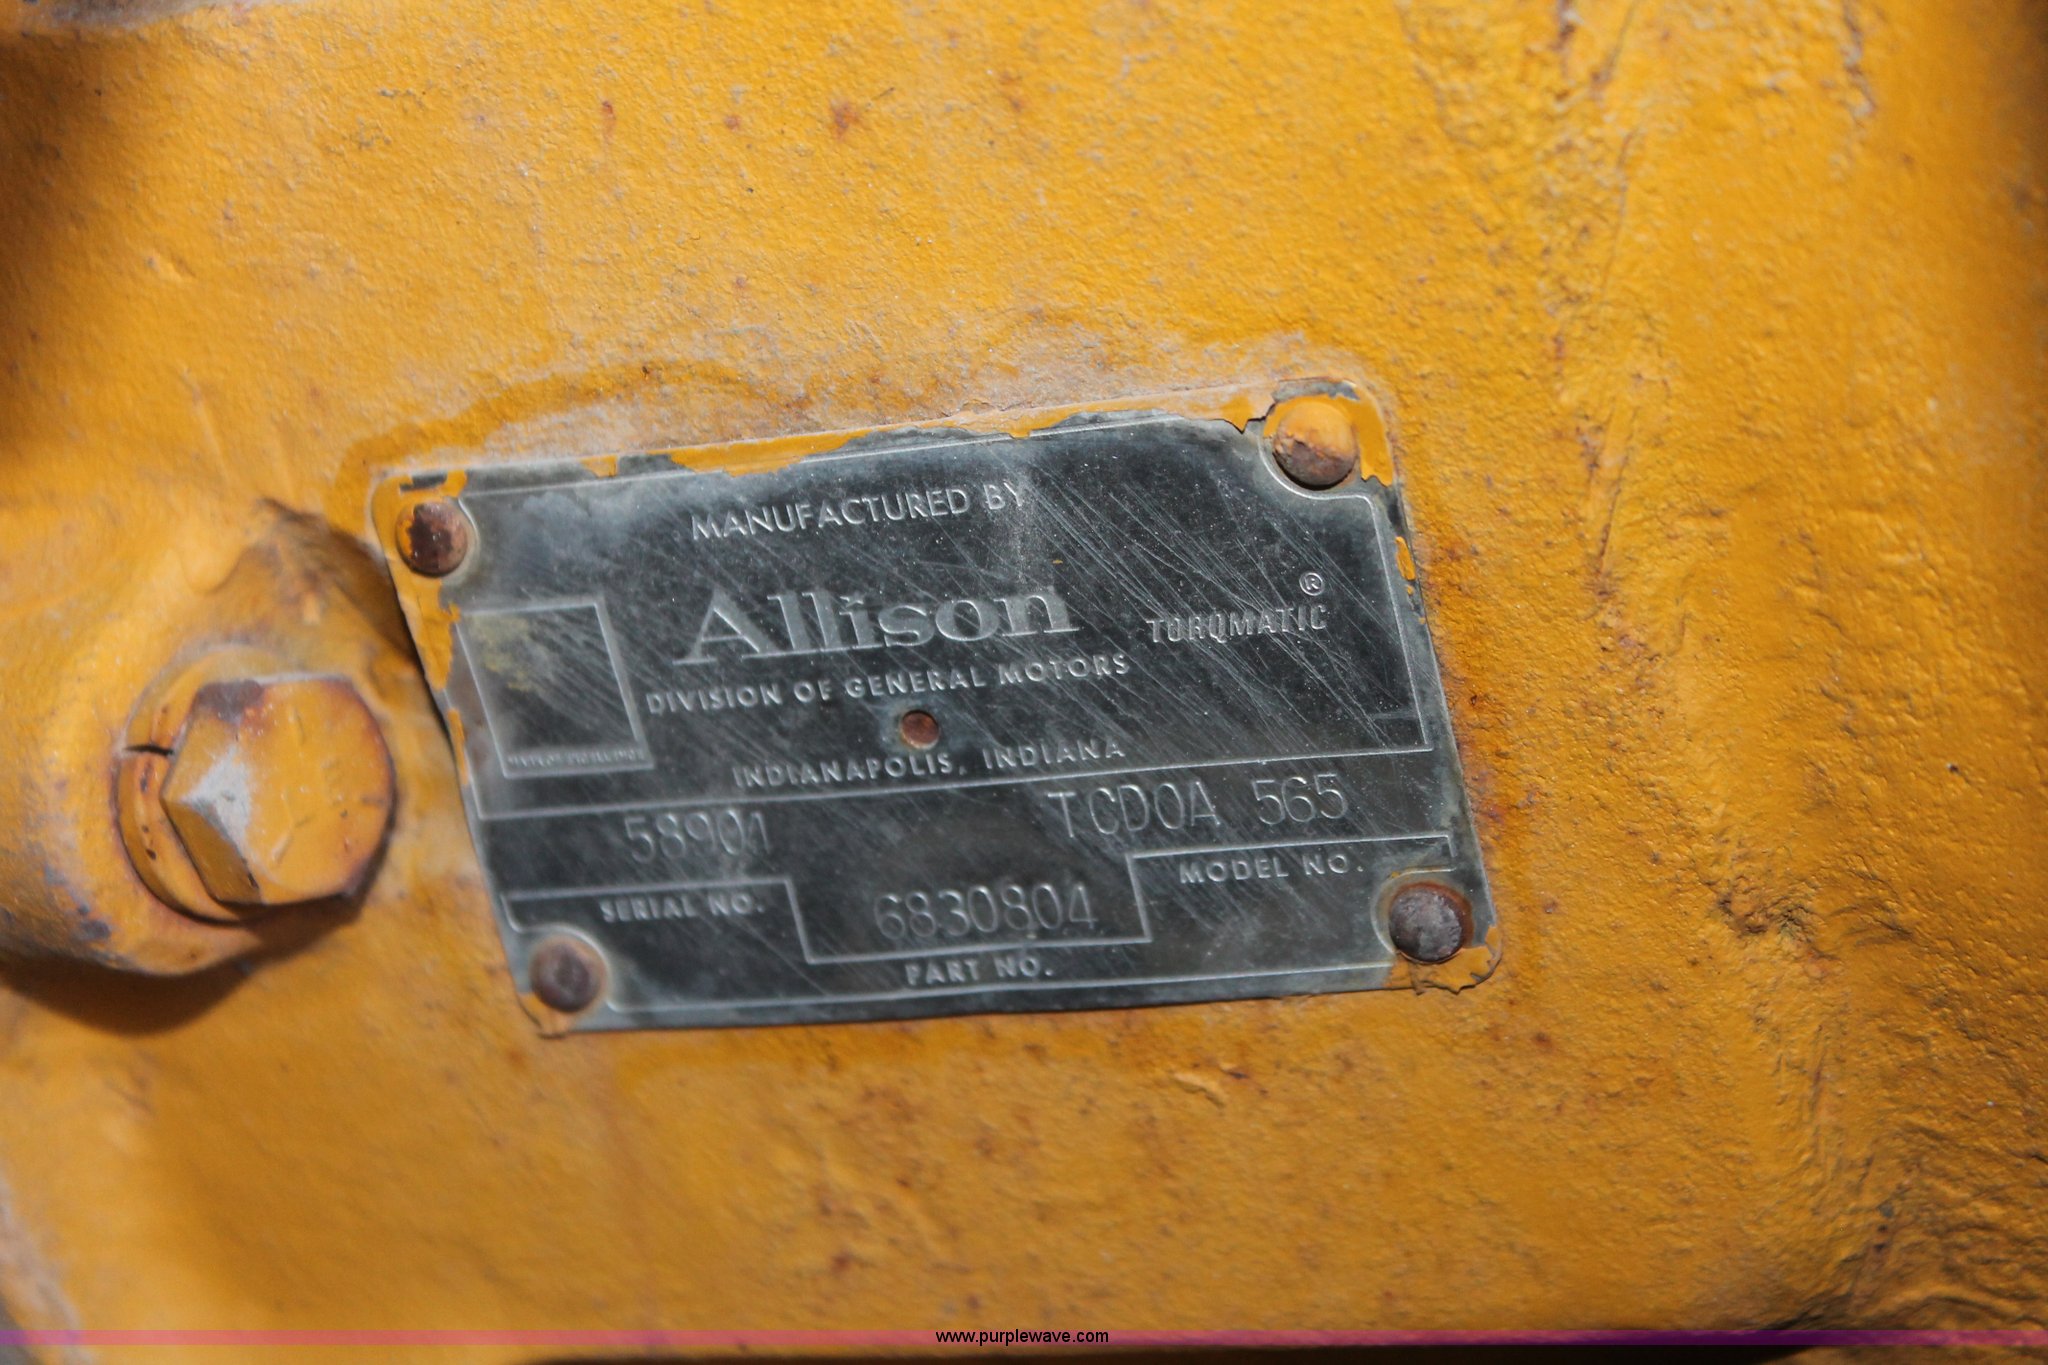 MANUFACTURED BY
Allison
TORQMATIC ®
DIVISION OF GENERAL MOTORS
INDIANAPOLIS, INDIANA
58901 TCDOA 565
SERIAL NO. MODEL NO.
6830804
PART NO.
www.purplewave.com